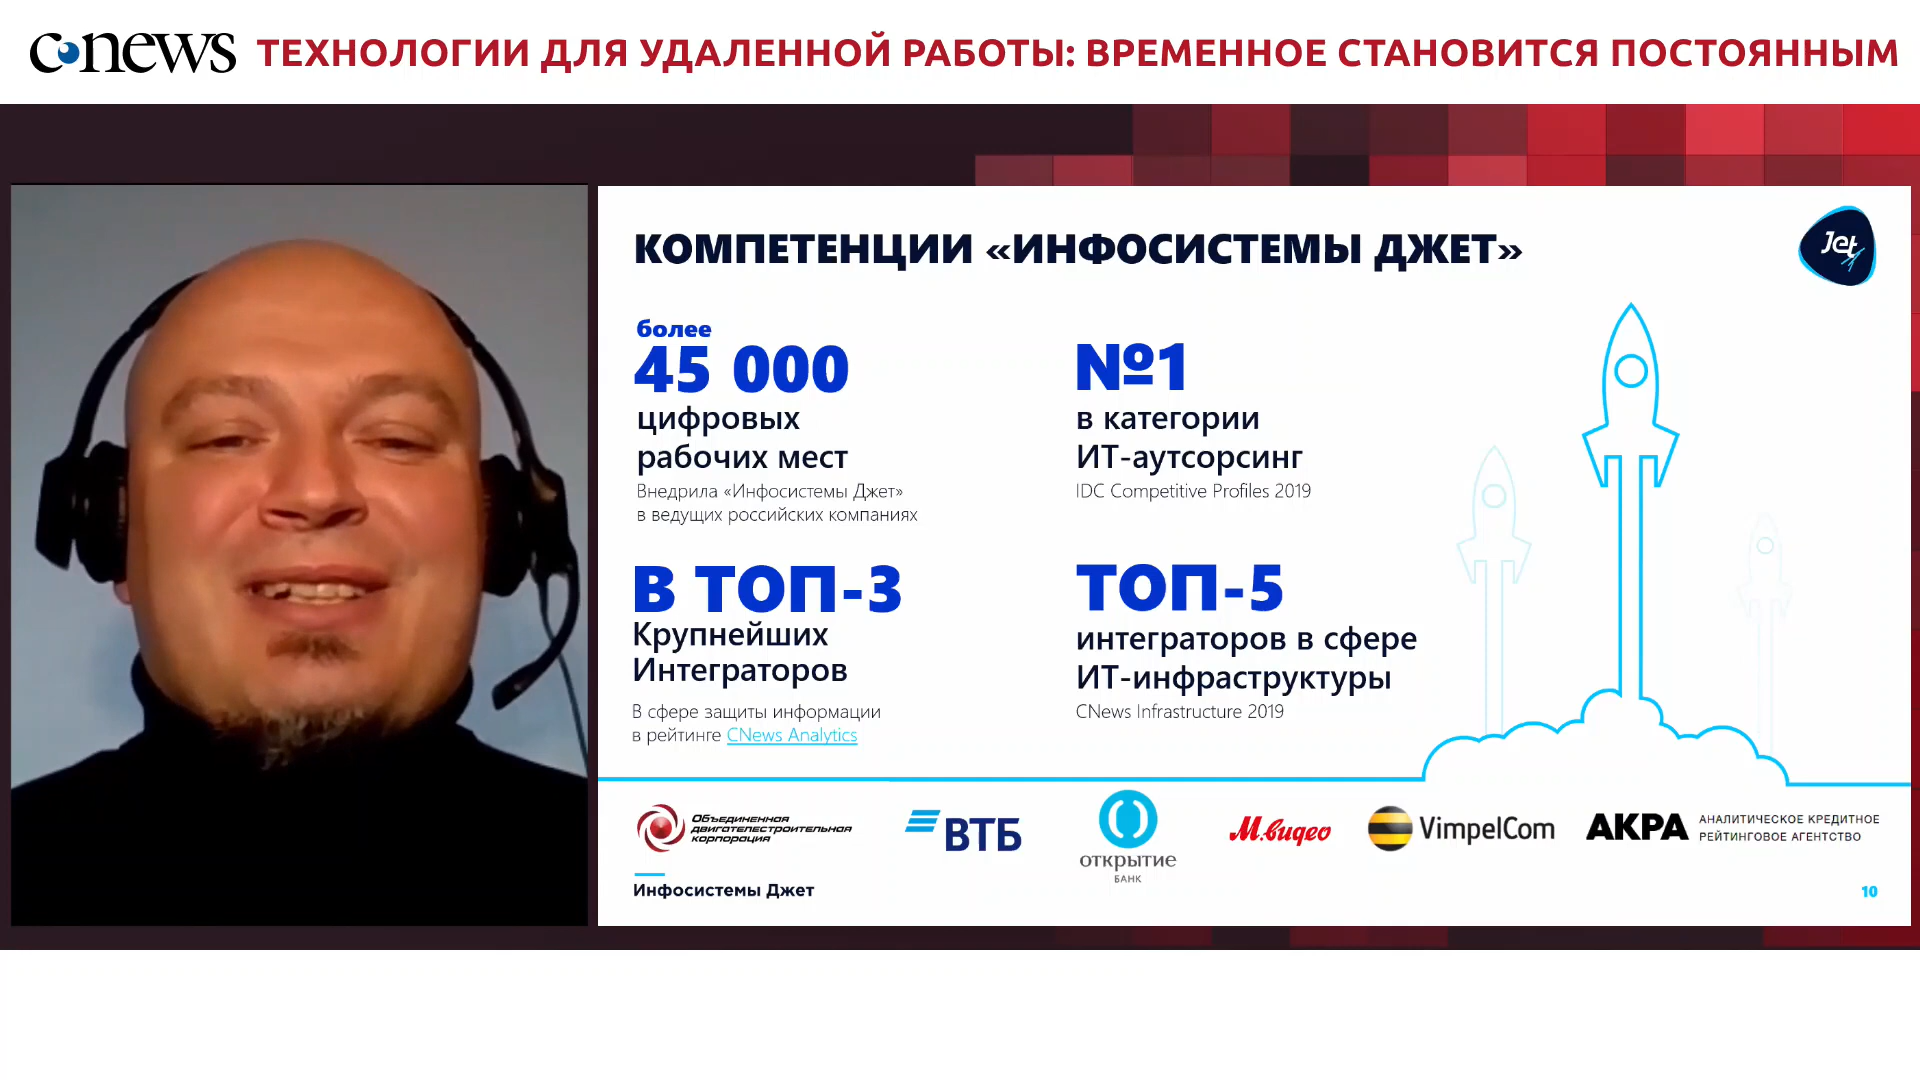 cnews ТЕХНОЛОГИИ ДЛЯ УДАЛЕННОЙ РАБОТЫ: ВРЕМЕННОЕ СТАНОВИТСЯ ПОСТОЯННЫМ
КОМПЕТЕНЦИИ «ИНФОСИСТЕМЫ ДЖЕТ»
Jet
более
45 000
цифровых
рабочих мест
Внедрила «Инфосистемы Джет»
в ведущих российских компаниях
№1
в категории
ИТ-аутсорсинг
IDC Competitive Profiles 2019
В ТОП-3
Крупнейших
Интеграторов
В сфере защиты информации
в рейтинге CNews Analytics
ТОП-5
интеграторов в сфере
ИТ-инфраструктуры
CNews Infrastructure 2019
Объединенная
двигателестроительная
корпорация
ВТБ
открытие
БАНК
М.видео
VimpelCom
АКРА
АНАЛИТИЧЕСКОЕ КРЕДИТНОЕ
РЕЙТИНГОВОЕ АГЕНТСТВО
Инфосистемы Джет
10